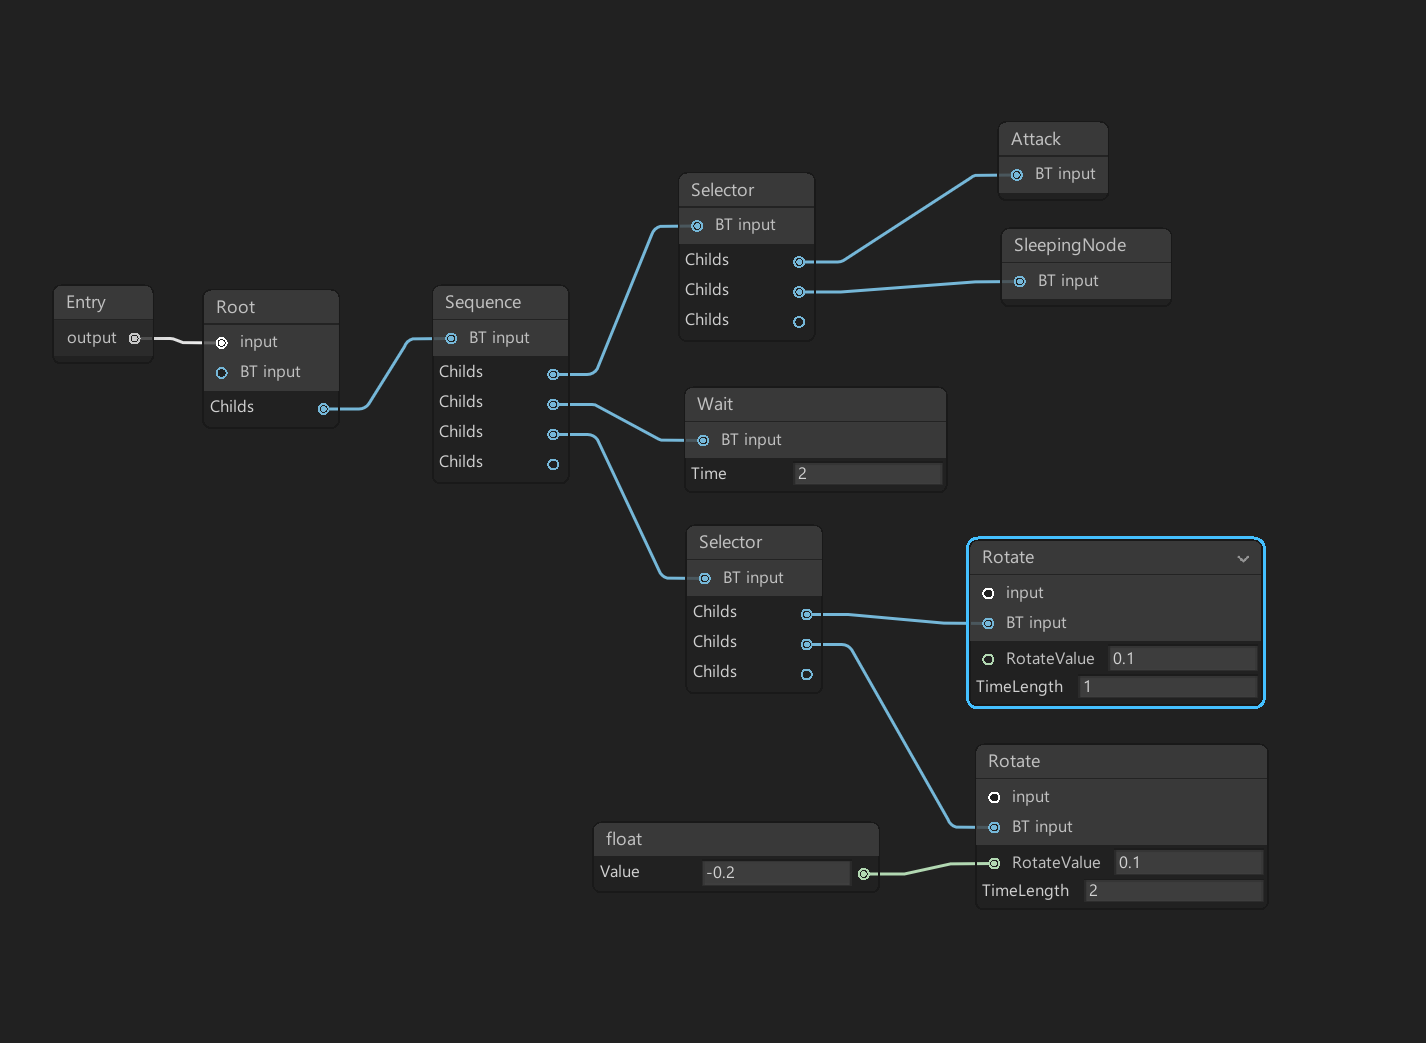 Entry
output
Root
input
BT input
Childs
Sequence
BT input
Childs
Childs
Childs
Childs
Selector
BT input
Childs
Childs
Childs
Attack
BT input
SleepingNode
BT input
Wait
BT input
Time 2
Selector
BT input
Childs
Childs
Childs
Rotate
input
BT input
RotateValue 0.1
TimeLength 1
float
Value -0.2
Rotate
input
BT input
RotateValue 0.1
TimeLength 2